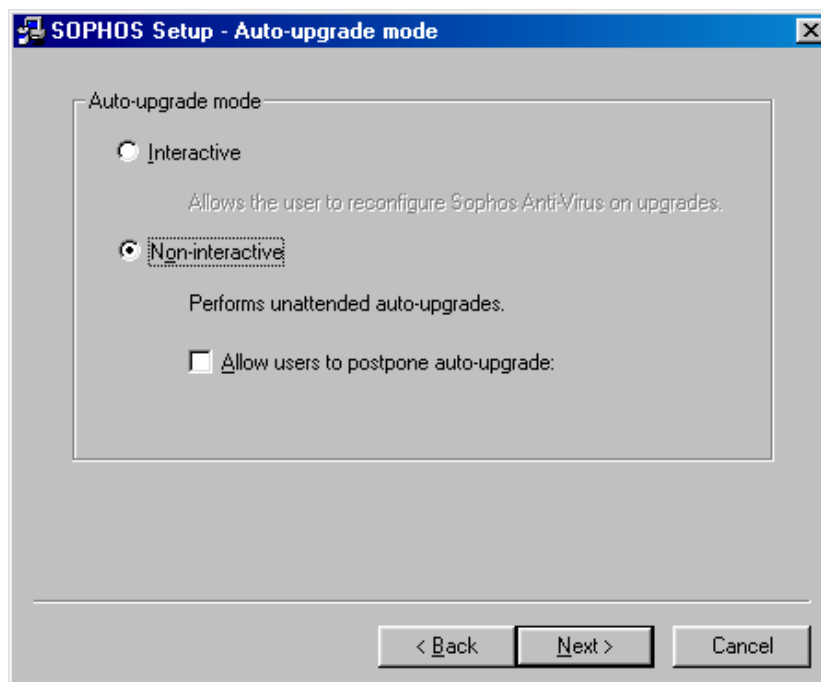 SOPHOS Setup - Auto-upgrade mode
Auto-upgrade mode
Interactive
Allows the user to reconfigure Sophos Anti-Virus on upgrades.
Non-interactive
Performs unattended auto-upgrades.
Allow users to postpone auto-upgrade:
< Back
Next >
Cancel